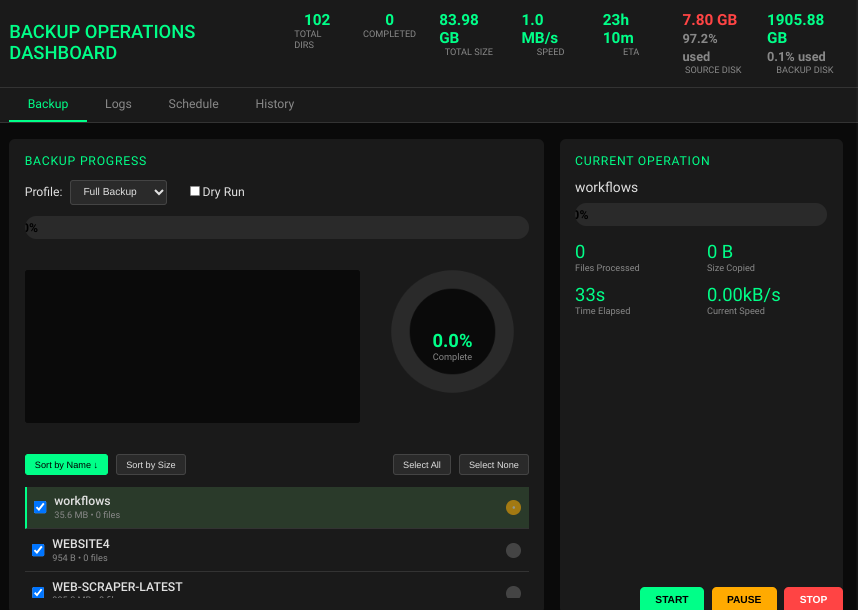 BACKUP OPERATIONS
DASHBOARD
102
TOTAL
DIRS
0
COMPLETED
83.98
GB
TOTAL SIZE
1.0
MB/s
SPEED
23h
10m
ETA
7.80 GB
97.2%
used
SOURCE DISK
1905.88
GB
0.1% used
BACKUP DISK
Backup Logs Schedule History
BACKUP PROGRESS
Profile: Full Backup Dry Run
0%
0.0%
Complete
Sort by Name ↓ Sort by Size Select All Select None
workflows
35.6 MB • 0 files
WEBSITE4
954 B • 0 files
WEB-SCRAPER-LATEST
CURRENT OPERATION
workflows
0%
0
Files Processed
0 B
Size Copied
33s
Time Elapsed
0.00kB/s
Current Speed
START PAUSE STOP